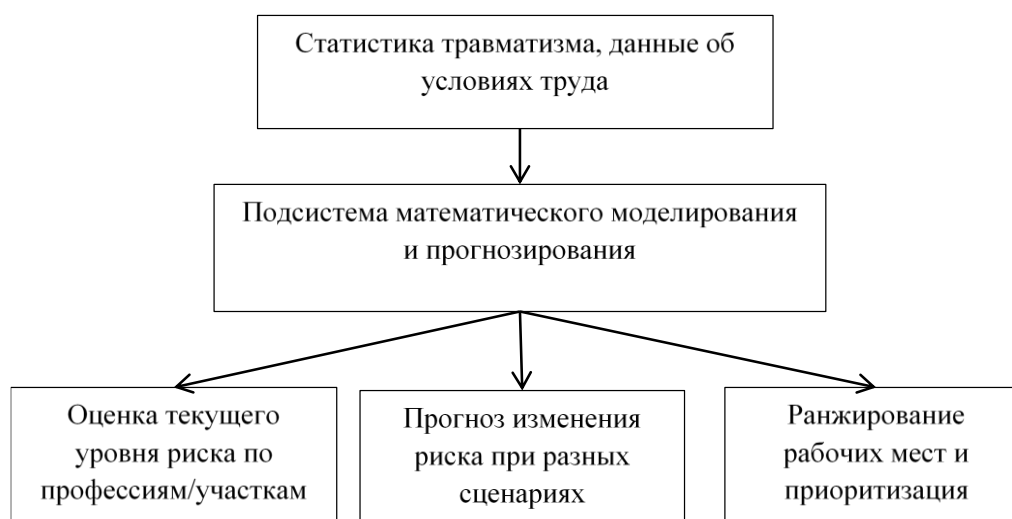 Статистика травматизма, данные об
условиях труда
Подсистема математического моделирования
и прогнозирования
Оценка текущего
уровня риска по
профессиям/участкам
Прогноз изменения
риска при разных
сценариях
Ранжирование
рабочих мест и
приоритизация